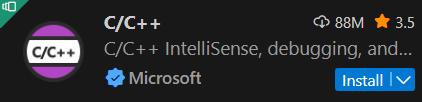 C/C++
C/C++ 88M 3.5
C/C++ IntelliSense, debugging, and...
Microsoft Install